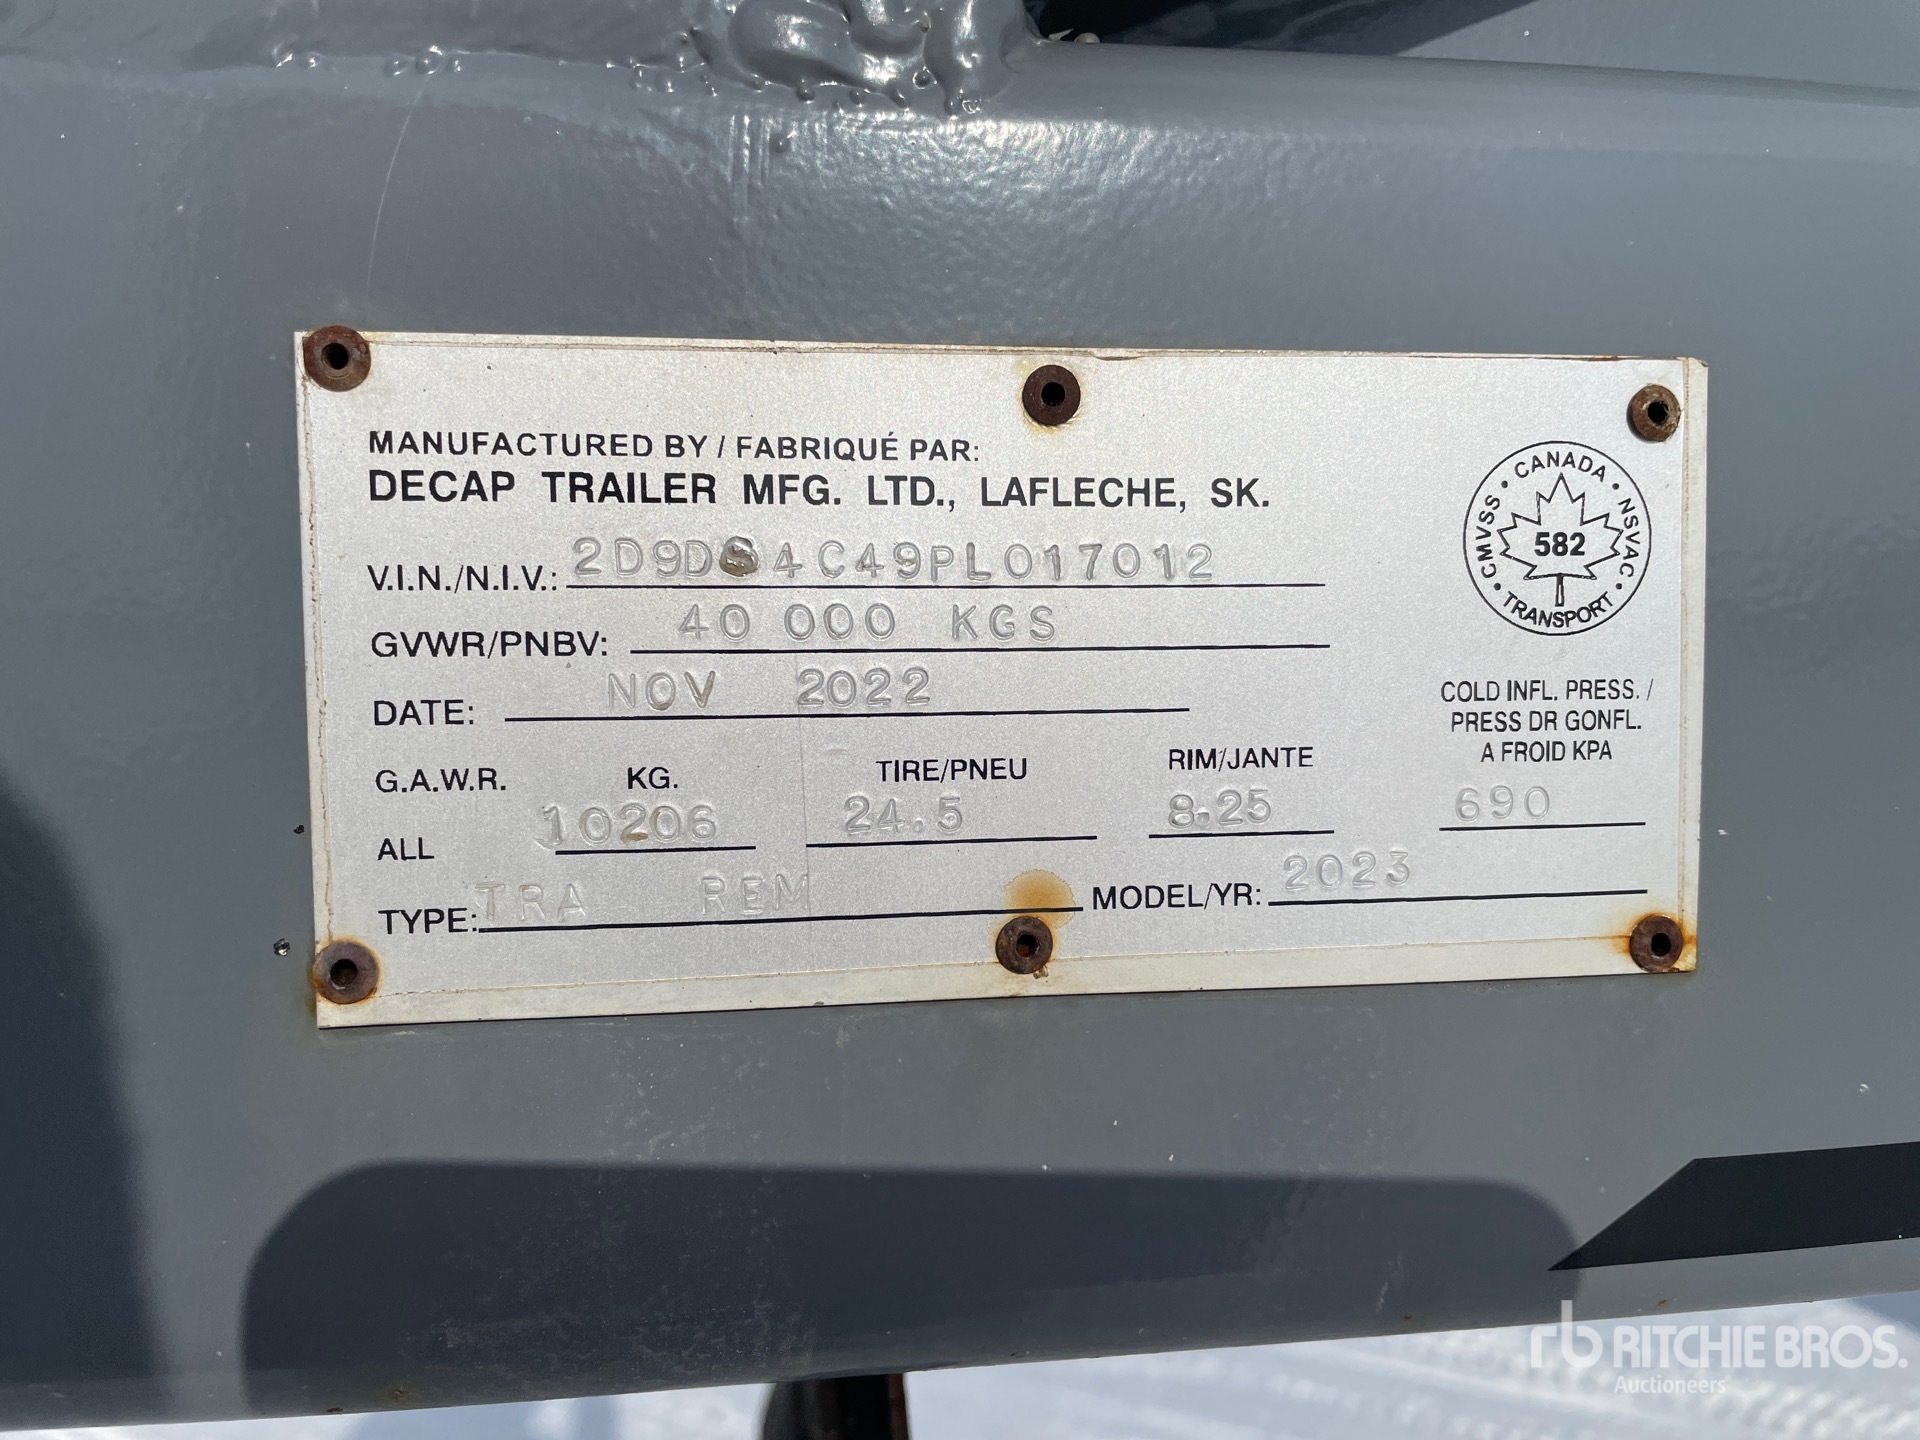 MANUFACTURED BY / FABRIQUÉ PAR:
DECAP TRAILER MFG. LTD., LAFLECHE, SK.
V.I.N./N.I.V.:
GVWR/PNBV: 40 000 KGS
DATE: NOV 2022
G.A.W.R. KG. TIRE/PNEU RIM/JANTE
ALL 10206 24.5 8.25 690
TYPE: TRA REM MODEL/YR: 2023
CANADA
CMVSS · NSVAC
582
TRANSPORT
COLD INFL. PRESS. /
PRESS DR GONFL.
A FROID KPA
rb RITCHIE BROS.
Auctioneers